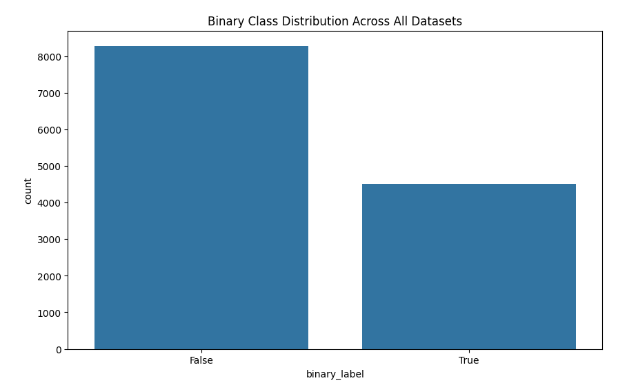 Binary Class Distribution Across All Datasets
8000
7000
6000
5000
4000
3000
2000
1000
0
count
False
True
binary_label